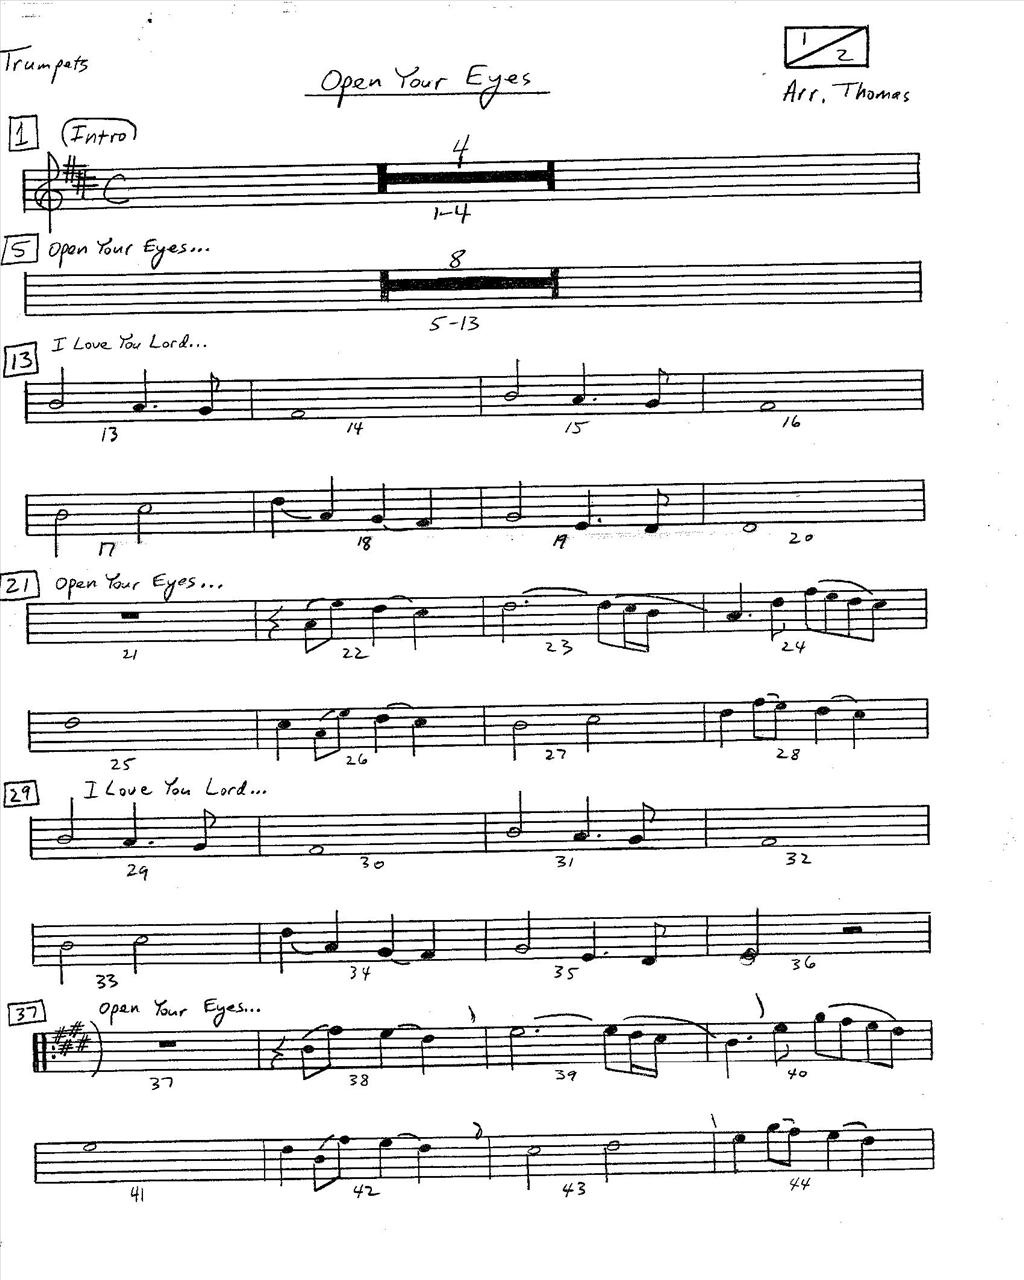 1
2
Trumpets
Open Your Eyes
Arr. Thomas
1 Intro
4
1-4
5 Open Your Eyes...
8
5-13
13 I Love You Lord...
13 14 15 16
17 18 19 20
21 Open Your Eyes...
21 22 23 24
25 26 27 28
29 I Love You Lord...
29 30 31 32
33 34 35 36
37 Open Your Eyes...
37 38 39 40
41 42 43 44